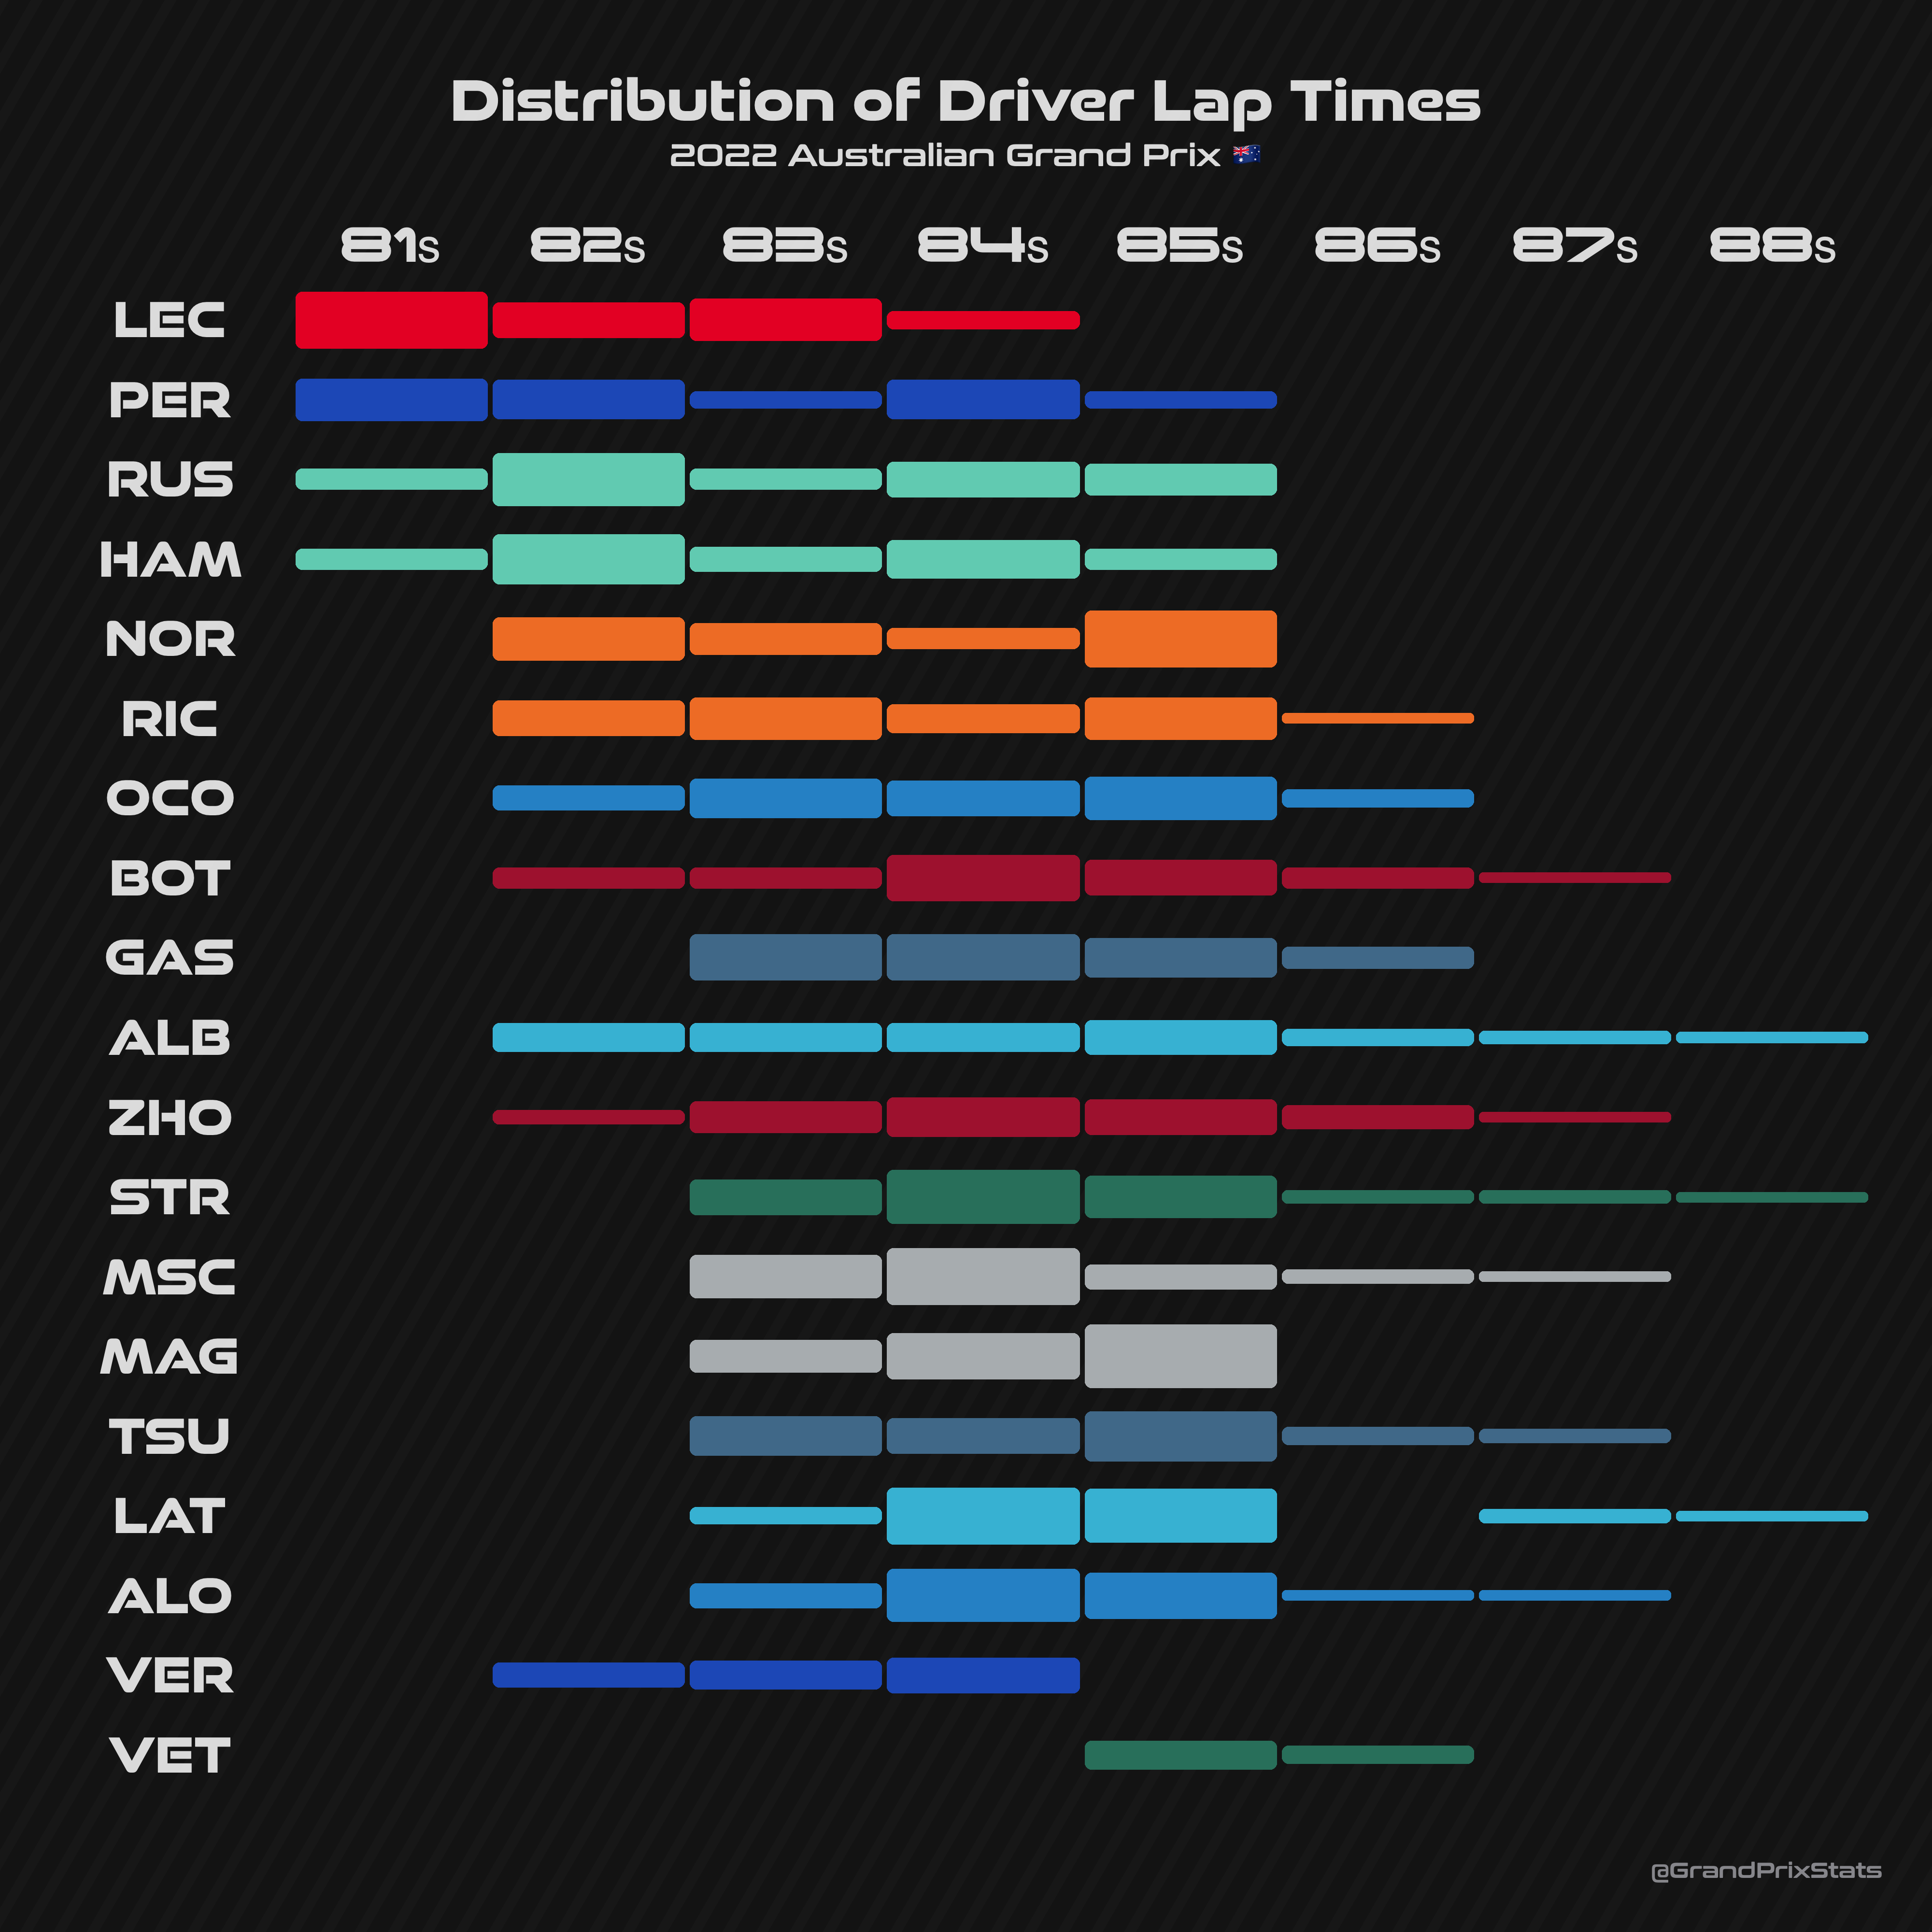 Distribution of Driver Lap Times
2022 Australian Grand Prix 🇦🇺
81s 82s 83s 84s 85s 86s 87s 88s
LEC
PER
RUS
HAM
NOR
RIC
OCO
BOT
GAS
ALB
ZHO
STR
MSC
MAG
TSU
LAT
ALO
VER
VET
@GrandPrixStats